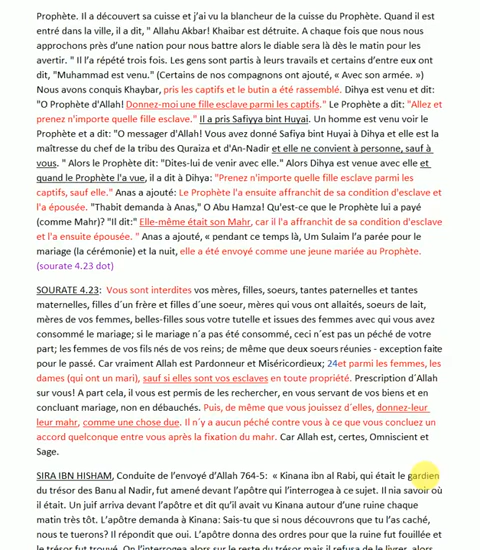 Prophète. Il a découvert sa cuisse et j'ai vu la blancheur de la cuisse du Prophète. Quand il est
entré dans la ville, il a dit, " Allahu Akbar! Khaibar est détruite. A chaque fois que nous nous
approchons près d'une nation pour nous battre alors le diable sera là dès le matin pour les
avertir. " Il l'a répété trois fois. Les gens sont partis à leurs travails et certains d'entre eux ont
dit, "Muhammad est venu." (Certains de nos compagnons ont ajouté, « Avec son armée. »)
Nous avons conquis Khaybar, pris les captifs et le butin a été rassemblé. Dihya est venu et dit:
"O Prophète d'Allah! Donnez-moi une fille esclave parmi les captifs." Le Prophète a dit: "Allez et
prenez n'importe quelle fille esclave." Il a pris Safiyya bint Huyai. Un homme est venu voir le
Prophète et a dit: "O messager d'Allah! Vous avez donné Safiya bint Huyai à Dihya et elle est la
maîtresse du chef de la tribu des Quraiza et d'An-Nadir et elle ne convient à personne, sauf à
vous. " Alors le Prophète dit: "Dites-lui de venir avec elle." Alors Dihya est venue avec elle et
quand le Prophète l'a vue, il a dit à Dihya: "Prenez n'importe quelle fille esclave parmi les
captifs, sauf elle." Anas a ajouté: Le Prophète l'a ensuite affranchit de sa condition d'esclave et
l'a épousée. "Thabit demanda à Anas," O Abu Hamza! Qu'est-ce que le Prophète lui a payé
(comme Mahr)? "Il dit:" Elle-même était son Mahr, car il l'a affranchit de sa condition d'esclave
et l'a ensuite épousée. " Anas a ajouté, « pendant ce temps là, Um Sulaim l'a parée pour le
mariage (la cérémonie) et la nuit, elle a été envoyé comme une jeune mariée au Prophète.
(sourate 4.23 dot)
SOURATE 4.23: Vous sont interdites vos mères, filles, soeurs, tantes paternelles et tantes
maternelles, filles d´un frère et filles d´une soeur, mères qui vous ont allaités, soeurs de lait,
mères de vos femmes, belles-filles sous votre tutelle et issues des femmes avec qui vous avez
consommé le mariage; si le mariage n´a pas été consommé, ceci n´est pas un péché de votre
part; les femmes de vos fils nés de vos reins; de même que deux soeurs réunies - exception faite
pour le passé. Car vraiment Allah est Pardonneur et Miséricordieux; 24et parmi les femmes, les
dames (qui ont un mari), sauf si elles sont vos esclaves en toute propriété. Prescription d´Allah
sur vous! A part cela, il vous est permis de les rechercher, en vous servant de vos biens et en
concluant mariage, non en débauchés. Puis, de même que vous jouissez d´elles, donnez-leur
leur mahr, comme une chose due. Il n´y a aucun péché contre vous à ce que vous concluez un
accord quelconque entre vous après la fixation du mahr. Car Allah est, certes, Omniscient et
Sage.
SIRA IBN HISHAM, Conduite de l'envoyé d'Allah 764-5: « Kinana ibn al Rabi, qui était le gardien
du trésor des Banu al Nadir, fut amené devant l'apôtre qui l'interrogea à ce sujet. Il nia savoir où
il était. Un juif arriva devant l'apôtre et dit qu'il avait vu Kinana autour d'une ruine chaque
matin très tôt. L'apôtre demanda à Kinana: Sais-tu que si nous découvrons que tu l'as caché,
nous te tuerons? Il répondit que oui. L'apôtre donna des ordres pour que la ruine fut fouillée et
le trésor fut trouvé. On l'interrogea alors sur le reste du trésor mais il refusa de le livrer, alors